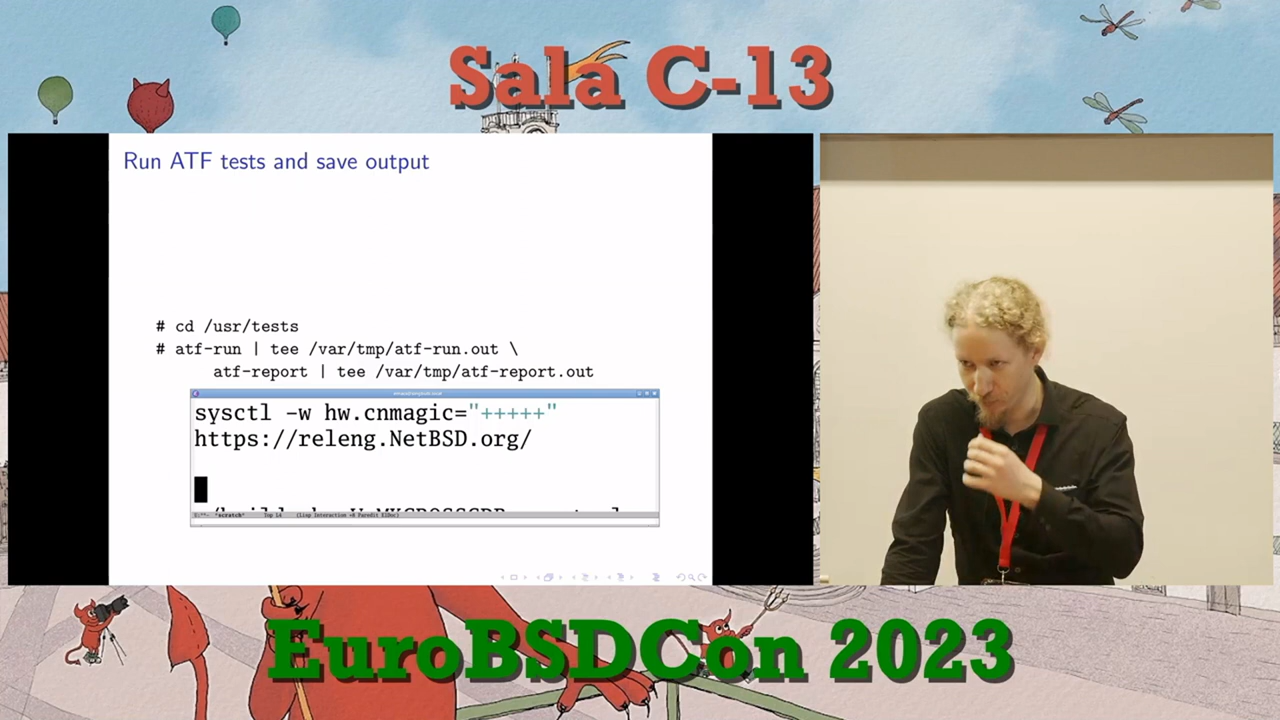 Sala C-13
Run ATF tests and save output
# cd /usr/tests
# atf-run | tee /var/tmp/atf-run.out \
atf-report | tee /var/tmp/atf-report.out
sysctl -w hw.cnmagic="+++++"
https://releng.NetBSD.org/
EuroBSDCon 2023